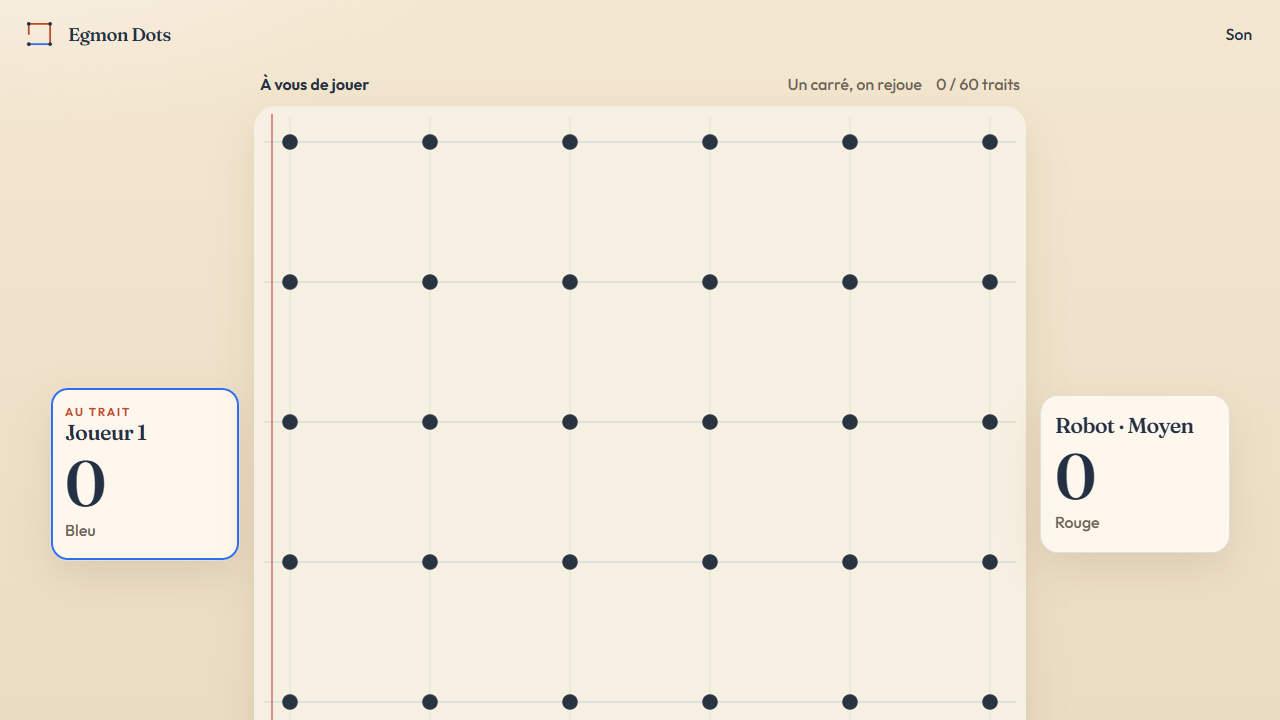 Egmon Dots
Son
À vous de jouer
Un carré, on rejoue 0 / 60 traits
AU TRAIT
Joueur 1
0
Bleu
Robot · Moyen
0
Rouge